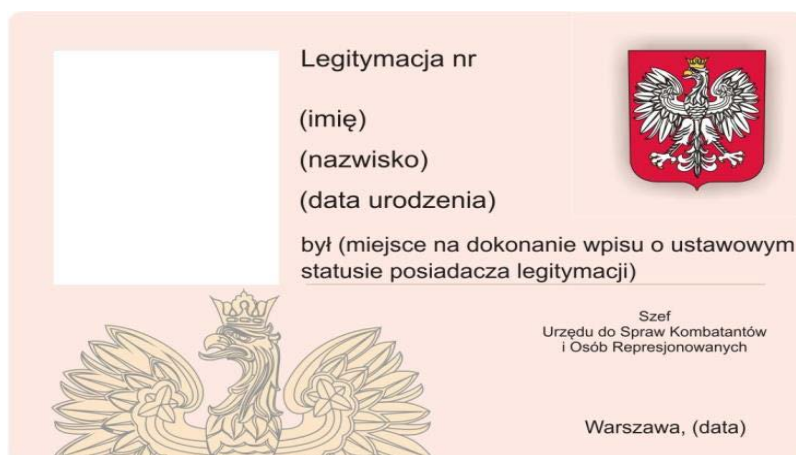 Legitymacja nr
(imię)
(nazwisko)
(data urodzenia)
był (miejsce na dokonanie wpisu o ustawowym
statusie posiadacza legitymacji)
Szef
Urzędu do Spraw Kombatantów
i Osób Represjonowanych
Warszawa, (data)